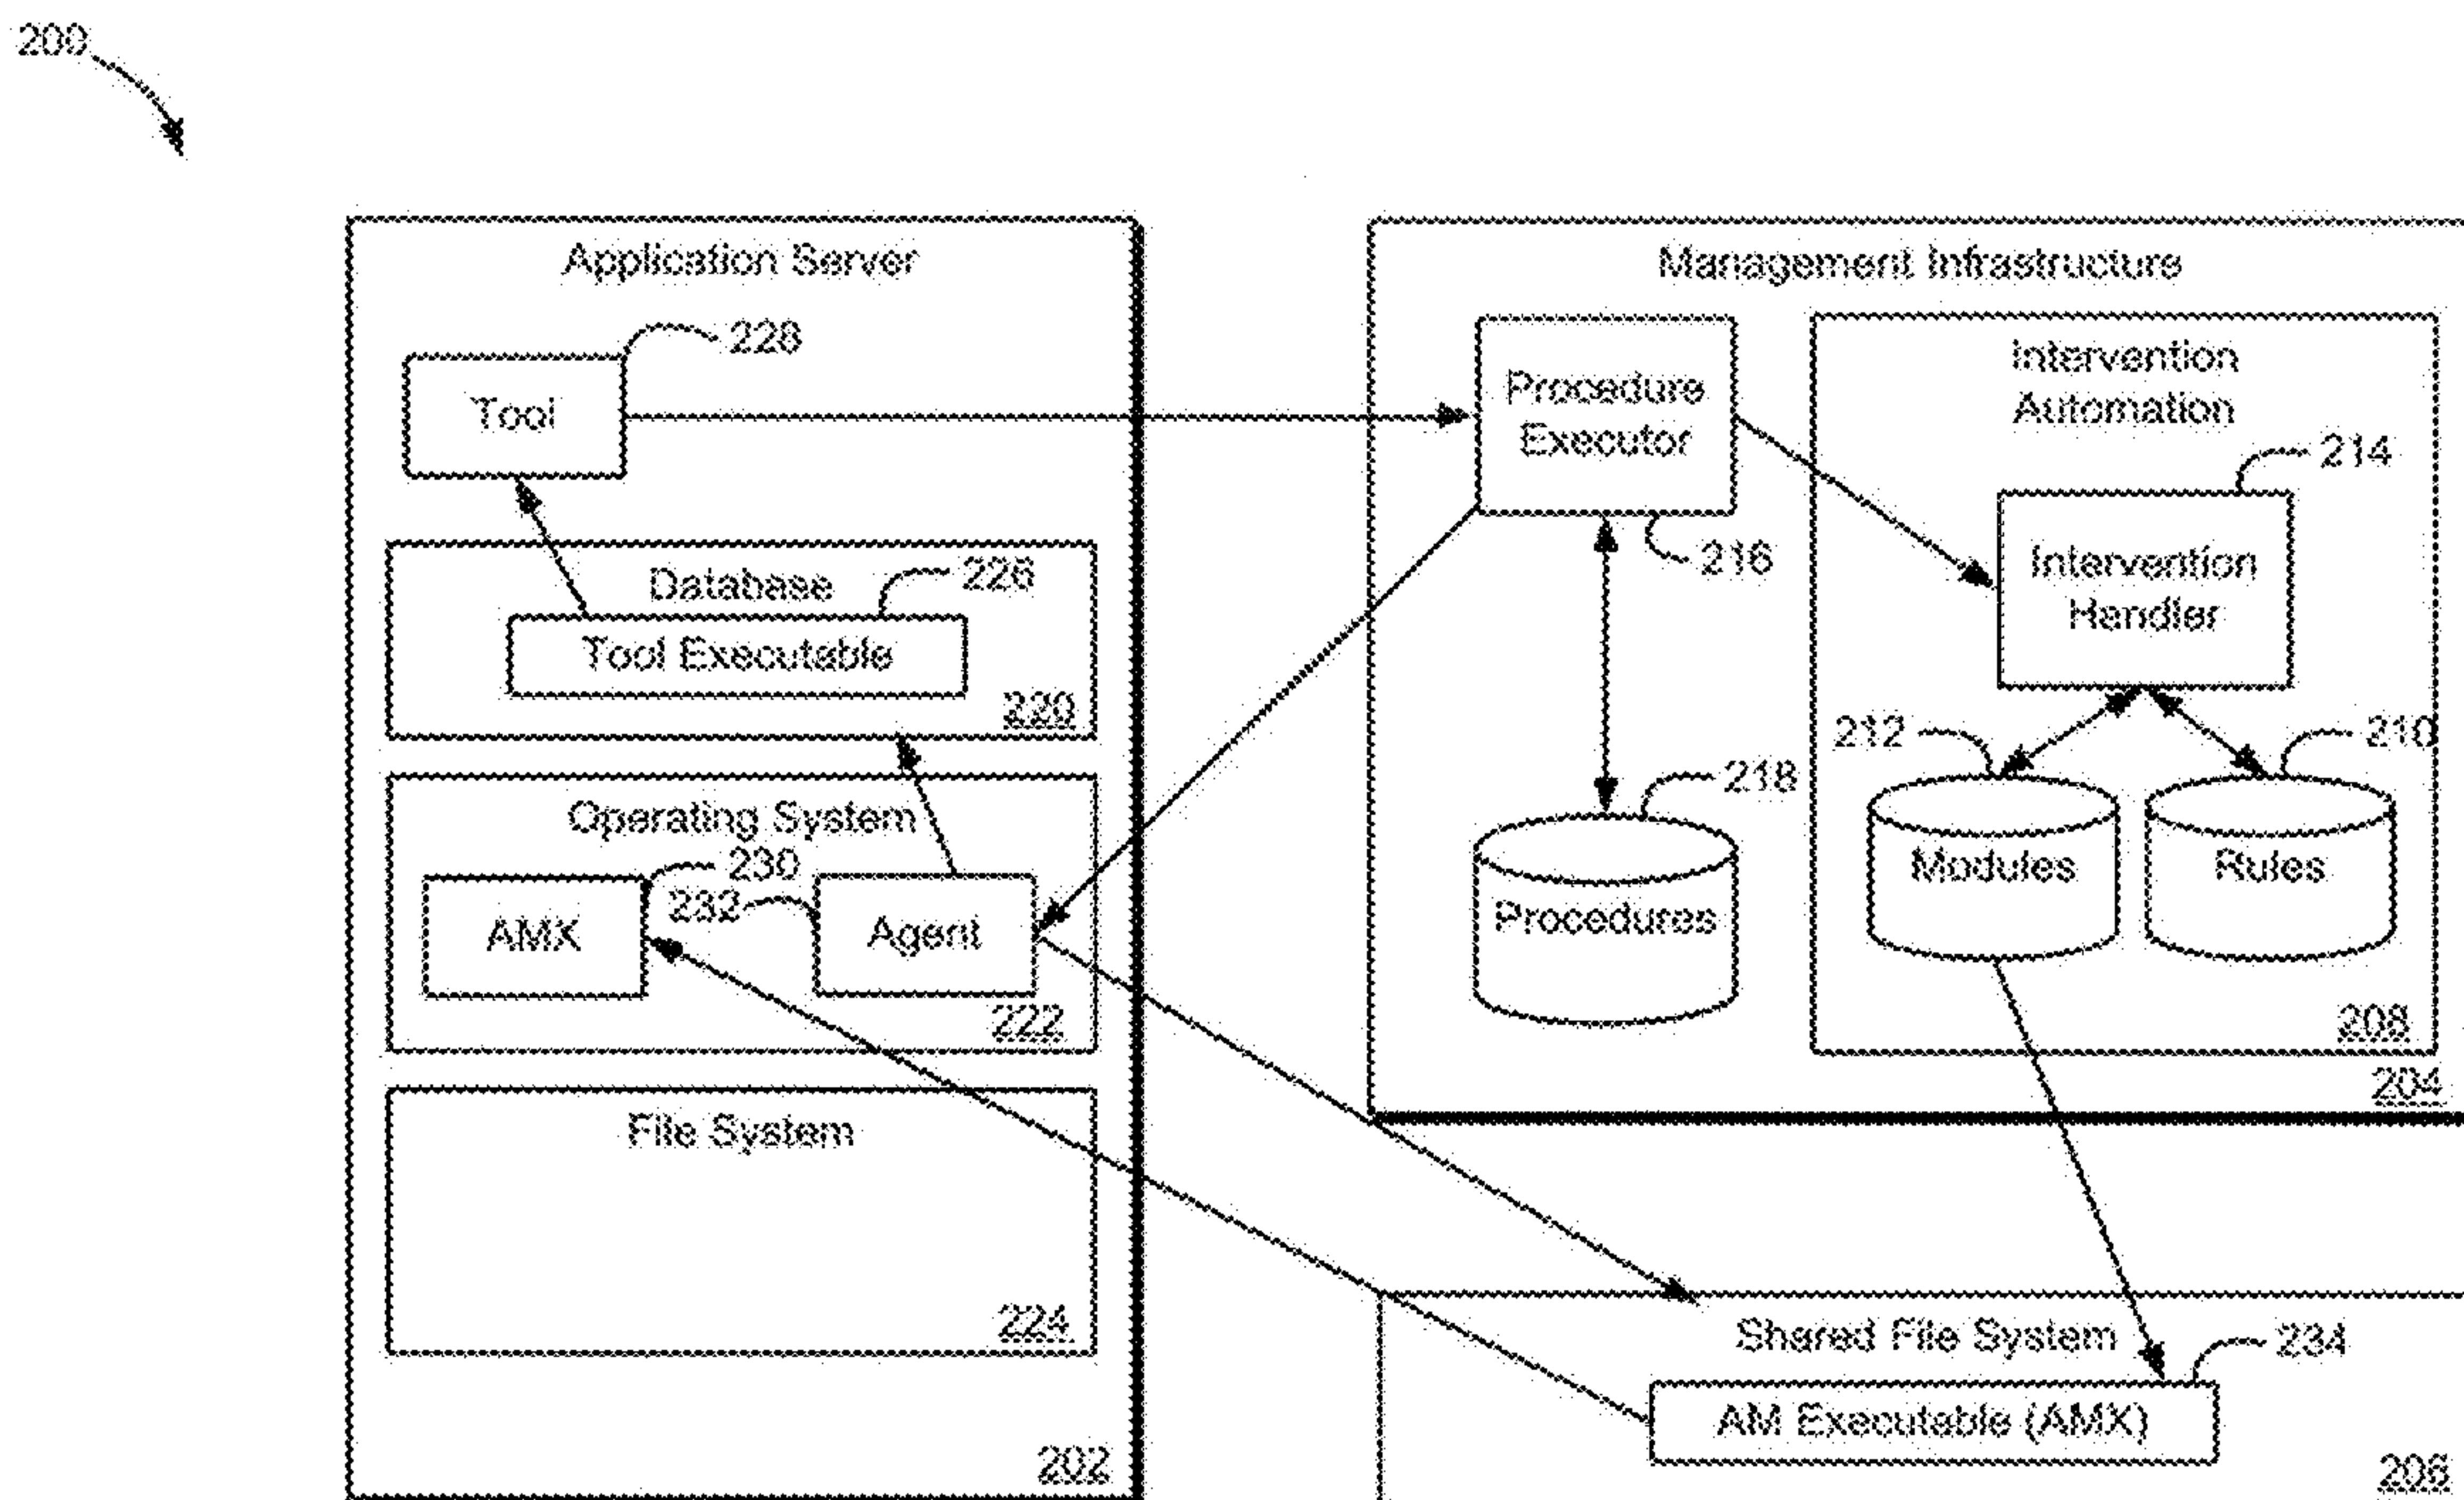 200
Application Server
228
Tool
Database
226
Tool Executable
220
Operating System
230
232
AMX
Agent
222
File System
224
202
Management Infrastructure
Procedure
Executor
216
218
Procedures
Intervention
Automation
214
Intervention
Handler
212
210
Modules
Rules
208
204
Shared File System
234
AM Executable (AMX)
206